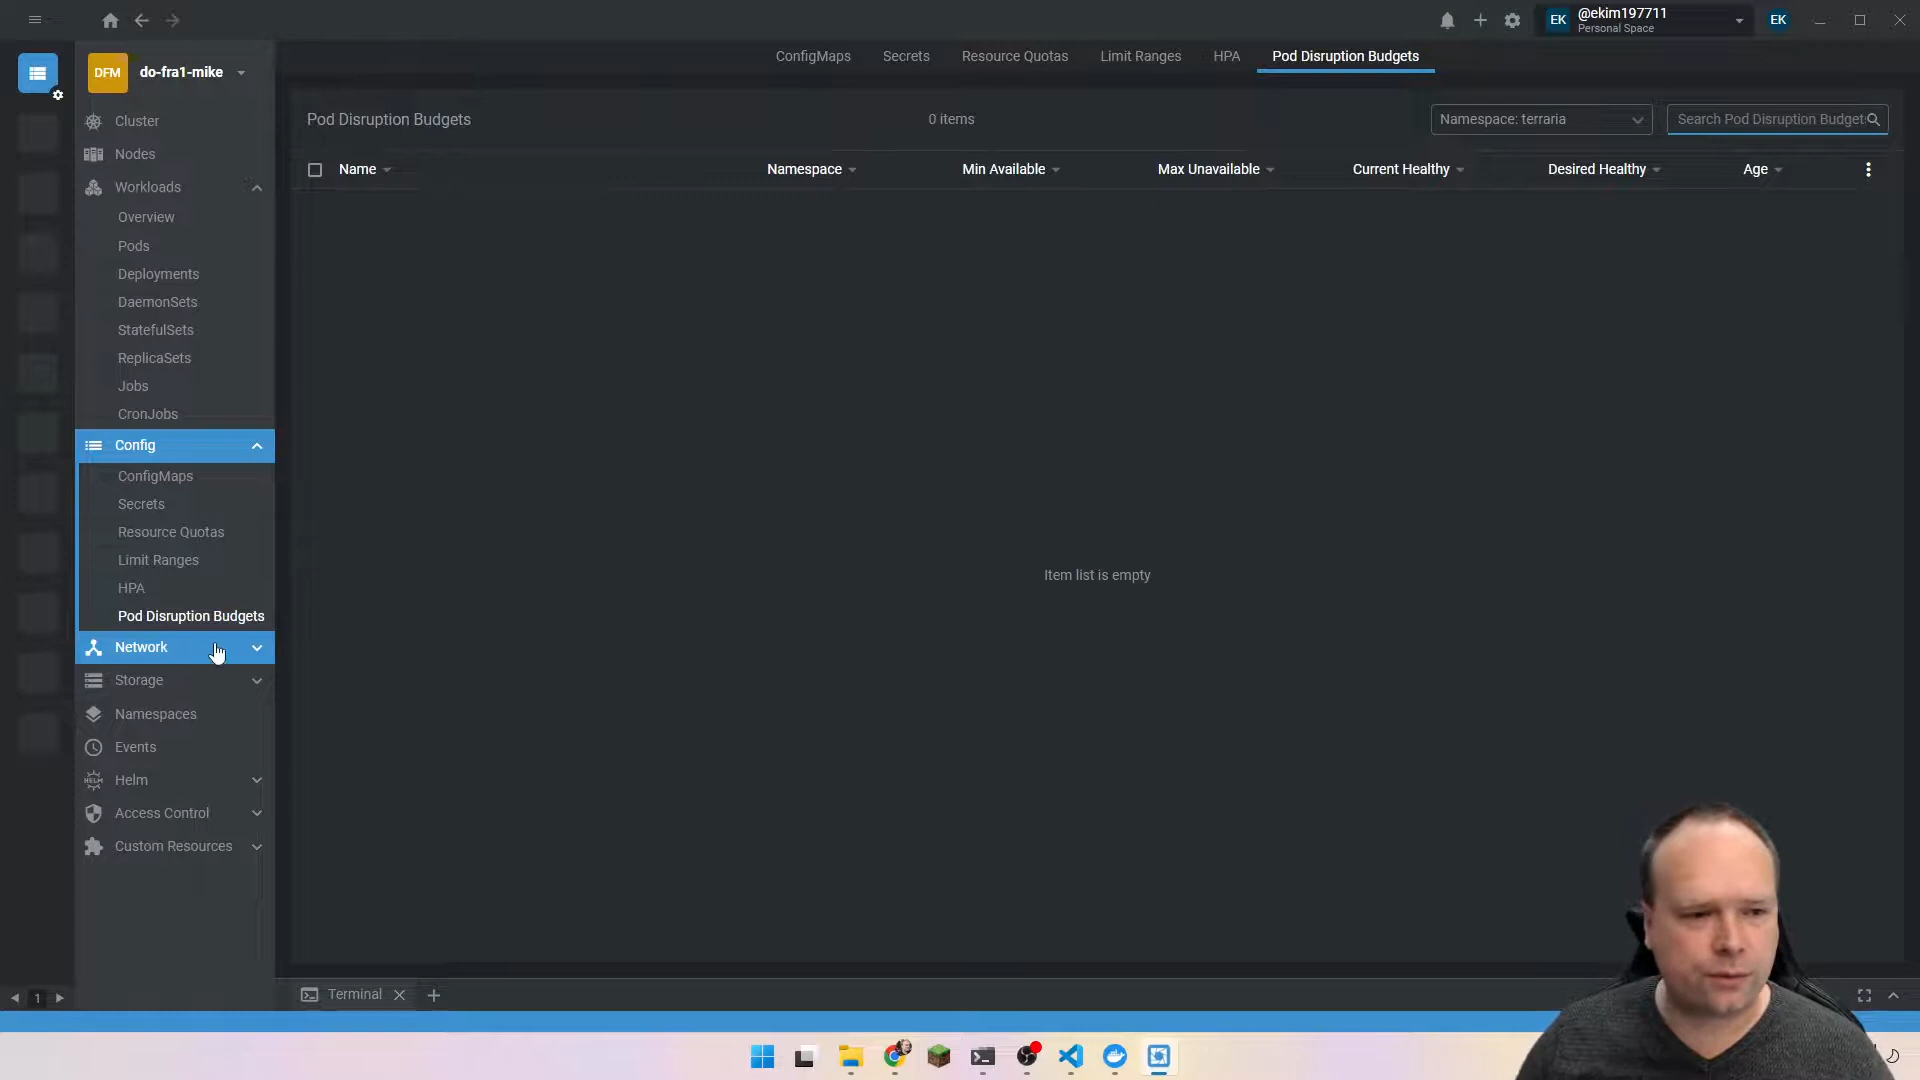 EK
@ekim197711
Personal Space
EK
DFM
do-fra1-mike
Cluster
Nodes
Workloads
Overview
Pods
Deployments
DaemonSets
StatefulSets
ReplicaSets
Jobs
CronJobs
Config
ConfigMaps
Secrets
Resource Quotas
Limit Ranges
HPA
Pod Disruption Budgets
Network
Storage
Namespaces
Events
HELM
Helm
Access Control
Custom Resources
1
ConfigMaps
Secrets
Resource Quotas
Limit Ranges
HPA
Pod Disruption Budgets
Pod Disruption Budgets
0 items
Namespace: terraria
Search Pod Disruption Budget
Name
Namespace
Min Available
Max Unavailable
Current Healthy
Desired Healthy
Age
Item list is empty
Terminal